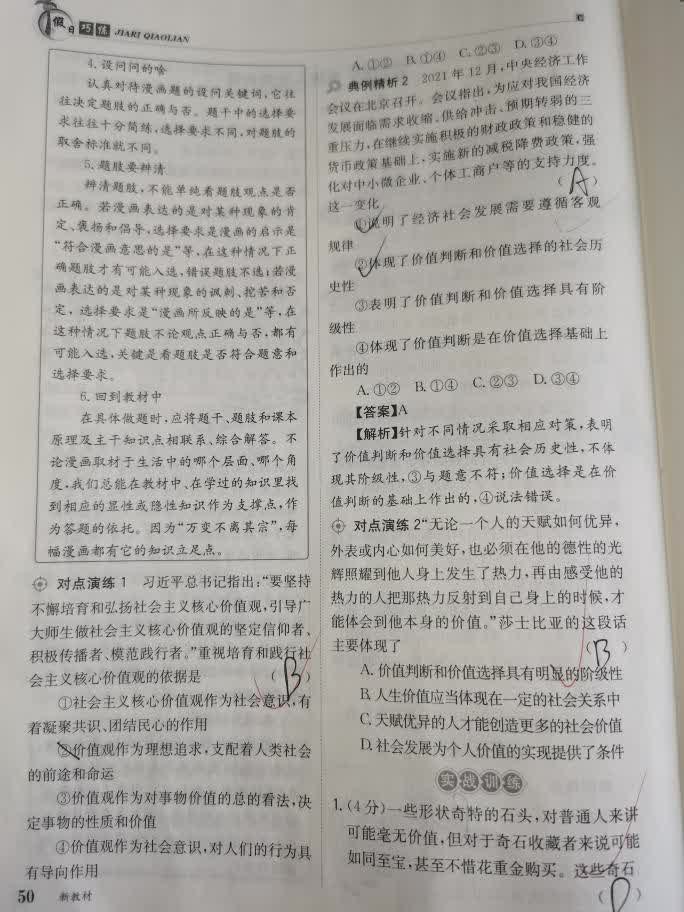 假日巧练 JIARI QIAOLIAN
4.设问问的啥
认真对待漫画题的设问关键词,它往
往决定题肢的正确与否。题干中的选择要
求往往十分简练,选择要求不同,对题肢的
取舍标准就不同。
5.题肢要辨清
辨清题肢,不能单纯看题肢观点是否
正确。若漫画表达的是对某种现象的肯
定、褒扬和倡导,选择要求是漫画的启示是
“符合漫画意思的是”等,在这种情况下正
确题肢才有可能入选,错误题肢不选;若漫
画表达的是对某种现象的讽刺、挖苦和否
定,选择要求是“漫画所反映的是”等,在
这种情况下题肢不论观点正确与否,都有
可能入选,关键是看题肢是否符合题意和
选择要求。
6.回到教材中
在具体做题时,应将题干、题肢和课本
原理及主干知识点相联系、综合解答。不
论漫画取材于生活中的哪个层面、哪个角
度,我们总能在教材中、在学过的知识里找
到相应的显性或隐性知识作为支撑点,作
为答题的依托。因为“万变不离其宗”,每
幅漫画都有它的知识立足点。
对点演练1 习近平总书记指出:“要坚持
不懈培育和弘扬社会主义核心价值观,引导广
大师生做社会主义核心价值观的坚定信仰者、
积极传播者、模范践行者。”重视培育和践行社
会主义核心价值观的依据是 (B)
①社会主义核心价值观作为社会意识,有
着凝聚共识、团结民心的作用
②价值观作为理想追求,支配着人类社会
的前途和命运
③价值观作为对事物价值的总的看法,决
定事物的性质和价值
④价值观作为社会意识,对人们的行为具
有导向作用
50 新教材
A.①② B.①④ C.②③ D.③④
典例精析2 2021年12月,中央经济工作
会议在北京召开。会议指出,为应对我国经济
发展面临需求收缩、供给冲击、预期转弱的三
重压力,在继续实施积极的财政政策和稳健的
货币政策基础上,实施新的减税降费政策,强
化对中小微企业、个体工商户等的支持力度。
这一变化 (A)
①说明了经济社会发展需要遵循客观
规律
②体现了价值判断和价值选择的社会历
史性
③表明了价值判断和价值选择具有阶
级性
④体现了价值判断是在价值选择基础上
作出的
A.①② B.①④ C.②③ D.③④
【答案】A
【解析】针对不同情况采取相应对策,表明
了价值判断和价值选择具有社会历史性,不体
现其阶级性,③与题意不符;价值选择是在价
值判断的基础上作出的,④说法错误。
对点演练2 “无论一个人的天赋如何优异,
外表或内心如何美好,也必须在他的德性的光
辉照耀到他人身上发生了热力,再由感受他的
热力的人把那热力反射到自己身上的时候,才
能体会到他本身的价值。”莎士比亚的这段话
主要体现了 (B)
A.价值判断和价值选择具有明显的阶级性
B.人生价值应当体现在一定的社会关系中
C.天赋优异的人才能创造更多的社会价值
D.社会发展为个人价值的实现提供了条件
实战训练
1.(4分)一些形状奇特的石头,对普通人来讲
可能毫无价值,但对于奇石收藏者来说可能
如同至宝,甚至不惜花重金购买。这些奇石
(D)